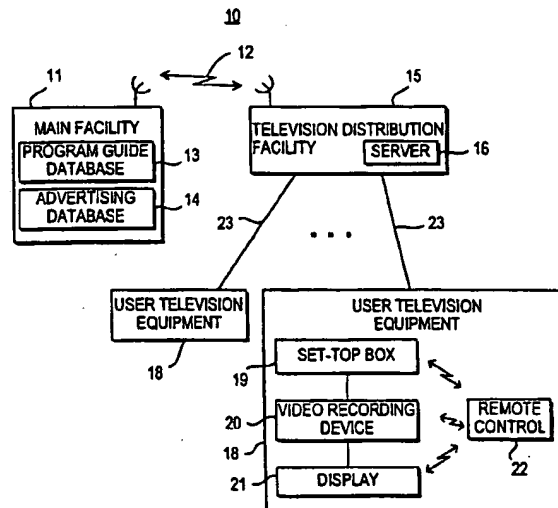 10
12
11
15
MAIN FACILITY
PROGRAM GUIDE
DATABASE
13
ADVERTISING
DATABASE
14
TELEVISION DISTRIBUTION
FACILITY
SERVER
16
23
23
USER TELEVISION
EQUIPMENT
18
USER TELEVISION
EQUIPMENT
19
SET-TOP BOX
20
VIDEO RECORDING
DEVICE
REMOTE
CONTROL
22
18
21
DISPLAY